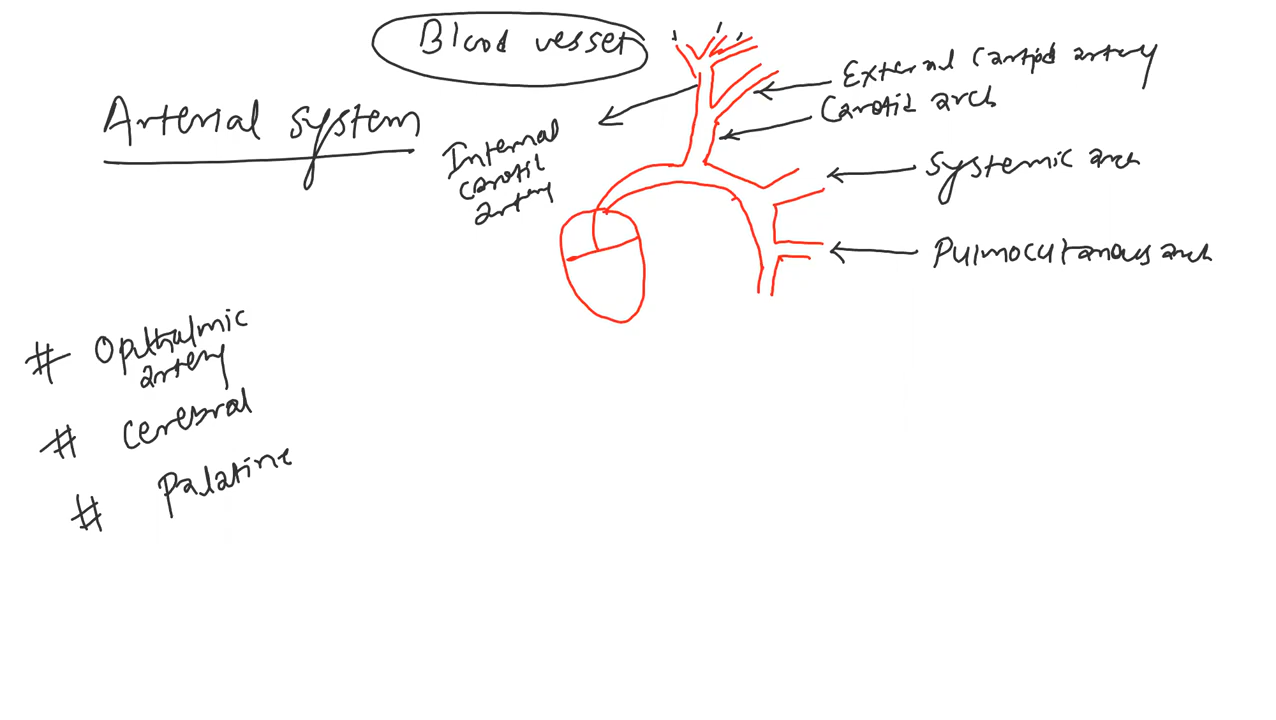 Blood vessel
Arterial system
External Carotid artery
Carotid arch
Internal
carotid
artery
Systemic arch
Pulmocutanous arch
# Opthalmic
artery
# Cerebral
# Palatine